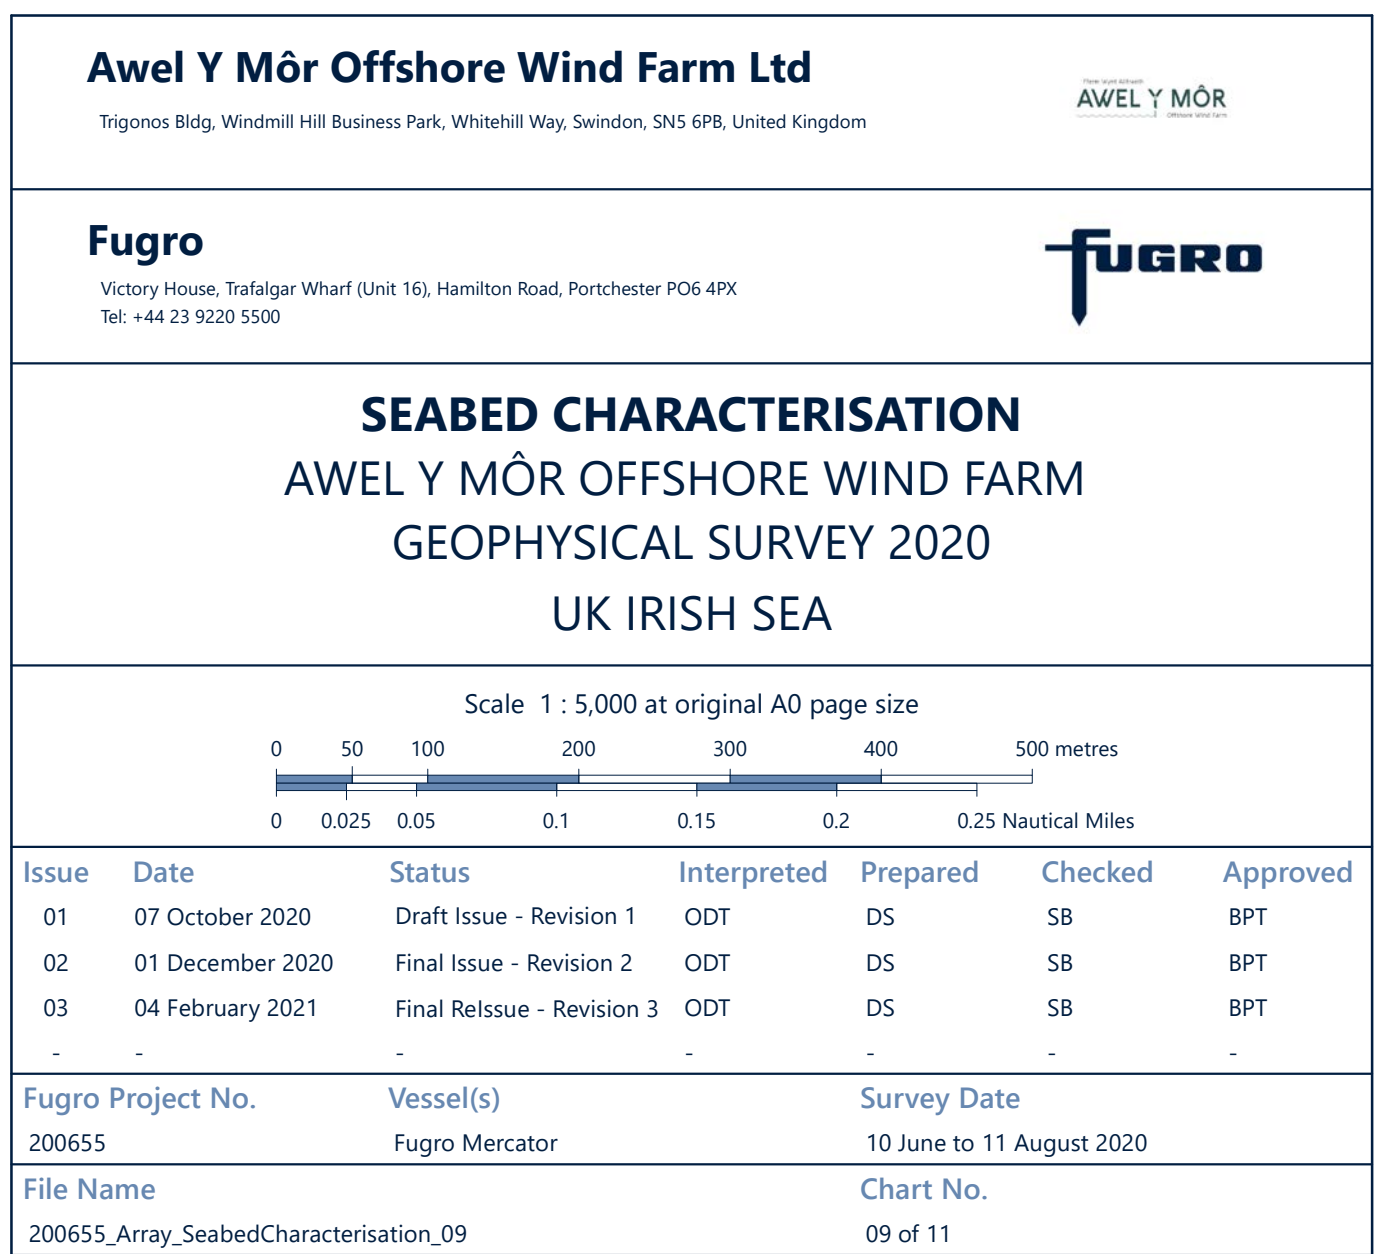 Awel Y Môr Offshore Wind Farm Ltd
Trigonos Bldg, Windmill Hill Business Park, Whitehill Way, Swindon, SN5 6PB, United Kingdom
AWEL Y MÔR
Offshore Wind Farm
Fugro
Victory House, Trafalgar Wharf (Unit 16), Hamilton Road, Portchester PO6 4PX
Tel: +44 23 9220 5500
FUGRO
SEABED CHARACTERISATION
AWEL Y MÔR OFFSHORE WIND FARM
GEOPHYSICAL SURVEY 2020
UK IRISH SEA
Scale 1 : 5,000 at original A0 page size
0 50 100 200 300 400 500 metres
0 0.025 0.05 0.1 0.15 0.2 0.25 Nautical Miles
Issue Date Status Interpreted Prepared Checked Approved
01 07 October 2020 Draft Issue - Revision 1 ODT DS SB BPT
02 01 December 2020 Final Issue - Revision 2 ODT DS SB BPT
03 04 February 2021 Final ReIssue - Revision 3 ODT DS SB BPT
- - - - - - -
Fugro Project No. Vessel(s) Survey Date
200655 Fugro Mercator 10 June to 11 August 2020
File Name Chart No.
200655_Array_SeabedCharacterisation_09 09 of 11